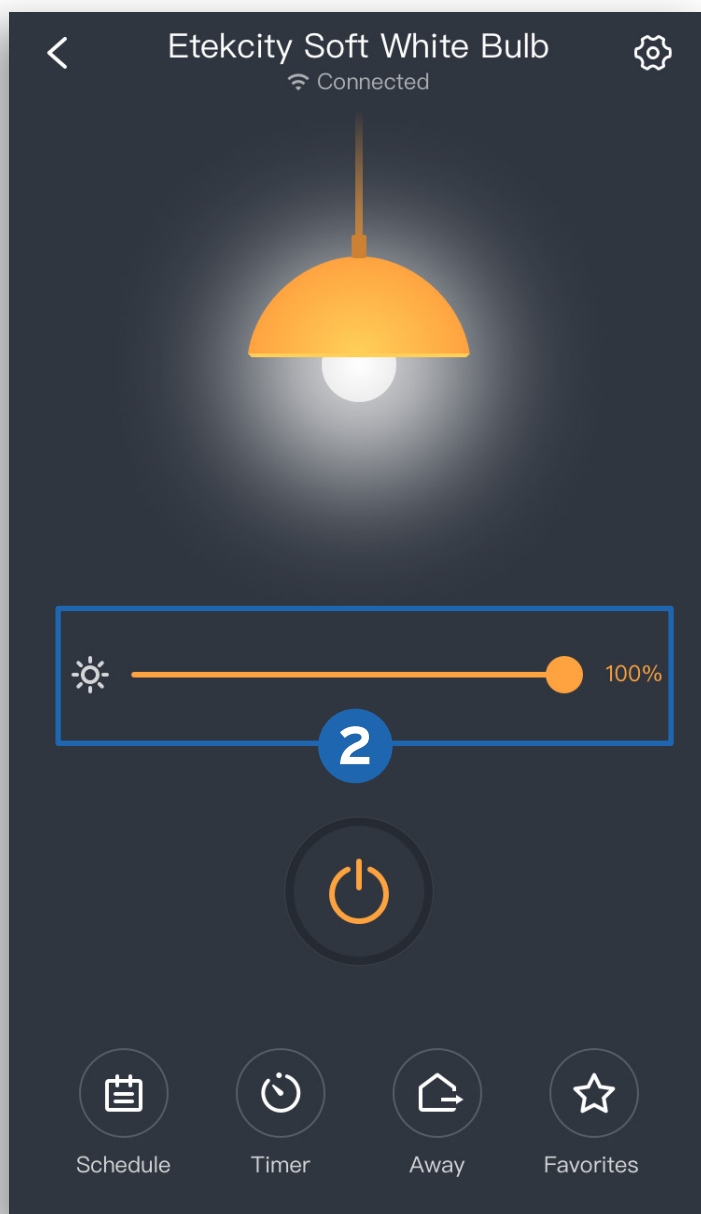 Etekcity Soft White Bulb
Connected
100%
2
Schedule Timer Away Favorites